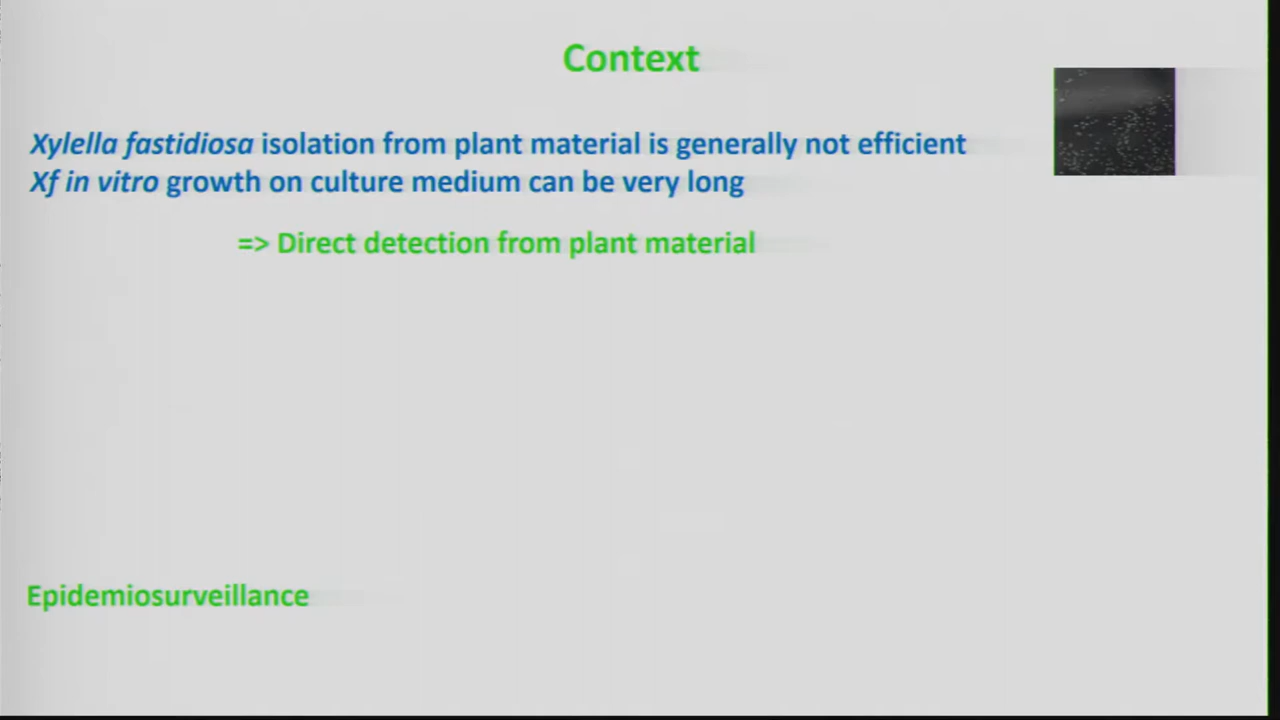 Context
Xylella fastidiosa isolation from plant material is generally not efficient
Xf in vitro growth on culture medium can be very long
=> Direct detection from plant material
Epidemiosurveillance